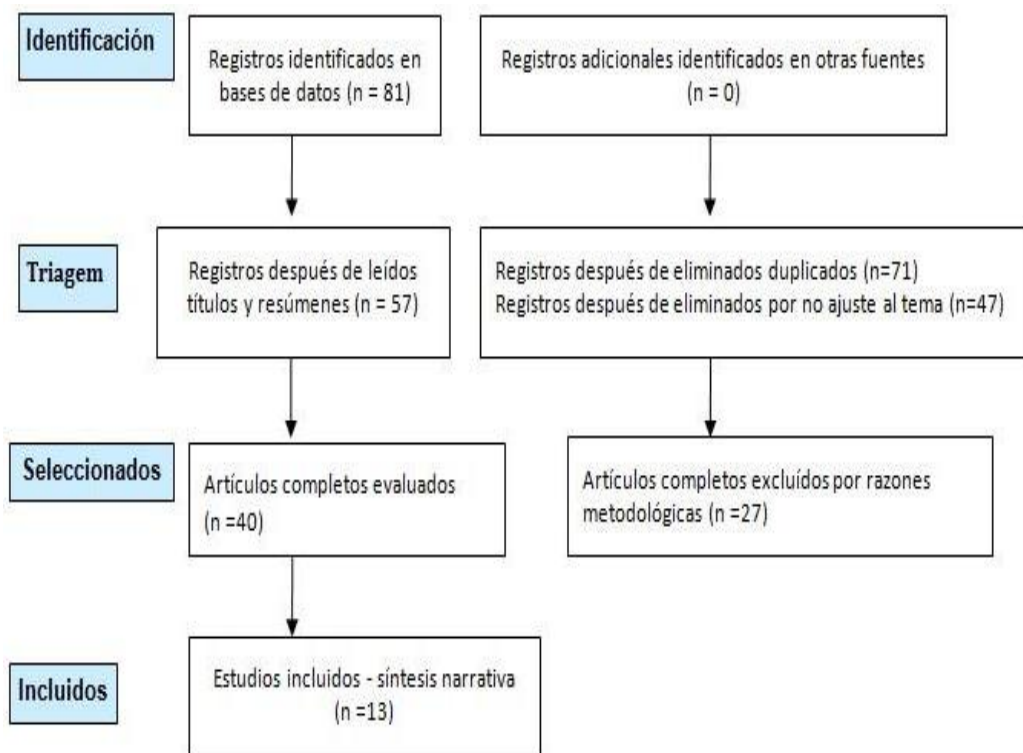 Identificación
Registros identificados en
bases de datos (n = 81)
Registros adicionales identificados en otras fuentes
(n = 0)
Triagem
Registros después de leídos
títulos y resúmenes (n = 57)
Registros después de eliminados duplicados (n=71)
Registros después de eliminados por no ajuste al tema (n=47)
Seleccionados
Artículos completos evaluados
(n =40)
Artículos completos excluídos por razones
metodológicas (n =27)
Incluidos
Estudios incluidos - síntesis narrativa
(n =13)